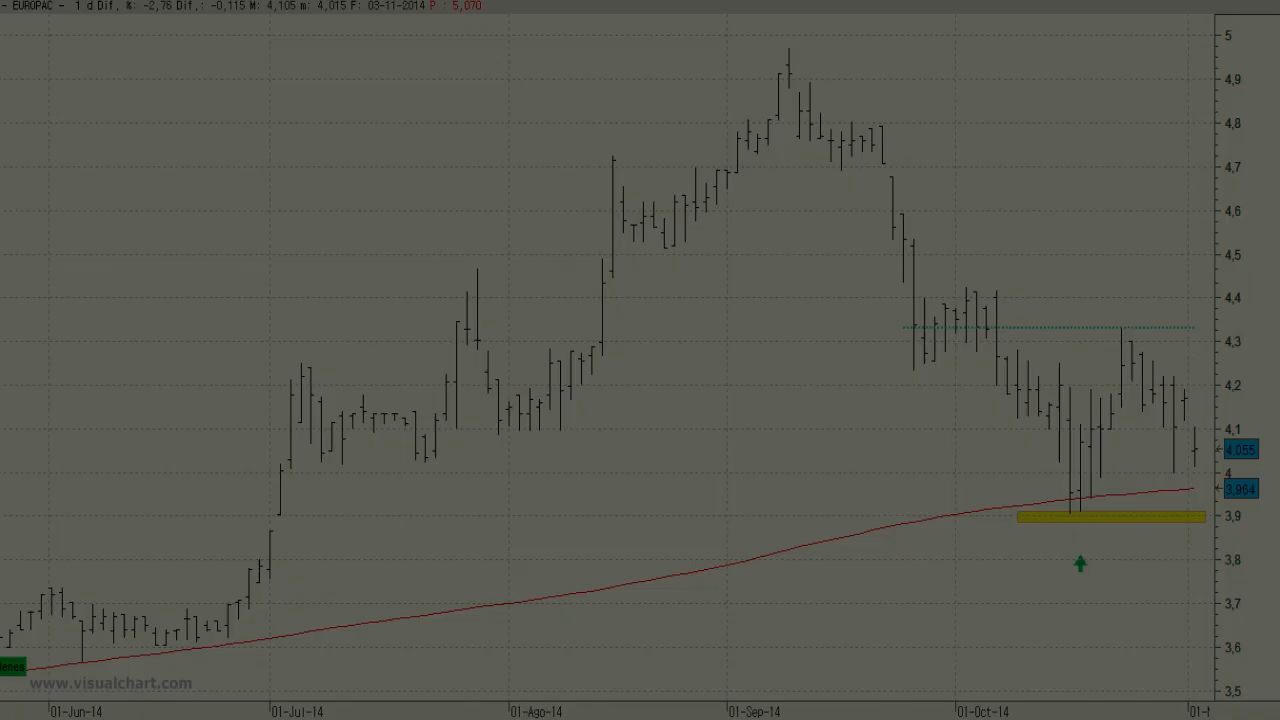 - EUROPAC - 1 d Dif, %: -2,76 Dif,: -0,115 M: 4,105 m: 4,015 F: 03-11-2014 P : 5,070
5
4,9
4,8
4,7
4,6
4,5
4,4
4,3
4,2
4,1
4,055
4
3,964
3,9
3,8
3,7
3,6
3,5
www.visualchart.com
01-Jun-14
01-Jul-14
01-Ago-14
01-Sep-14
01-Oct-14